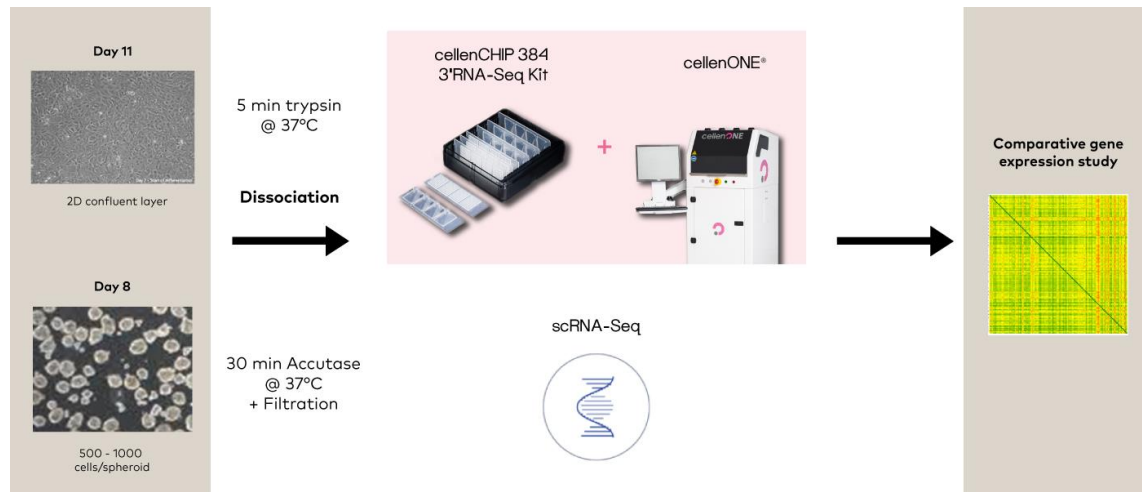 Day 11
2D confluent layer
Day 8
500 - 1000
cells/spheroid
5 min trypsin
@ 37°C
Dissociation
30 min Accutase
@ 37°C
+ Filtration
cellenCHIP 384
3'RNA-Seq Kit
+
cellenONE®
cellenONE
scRNA-Seq
Comparative gene
expression study